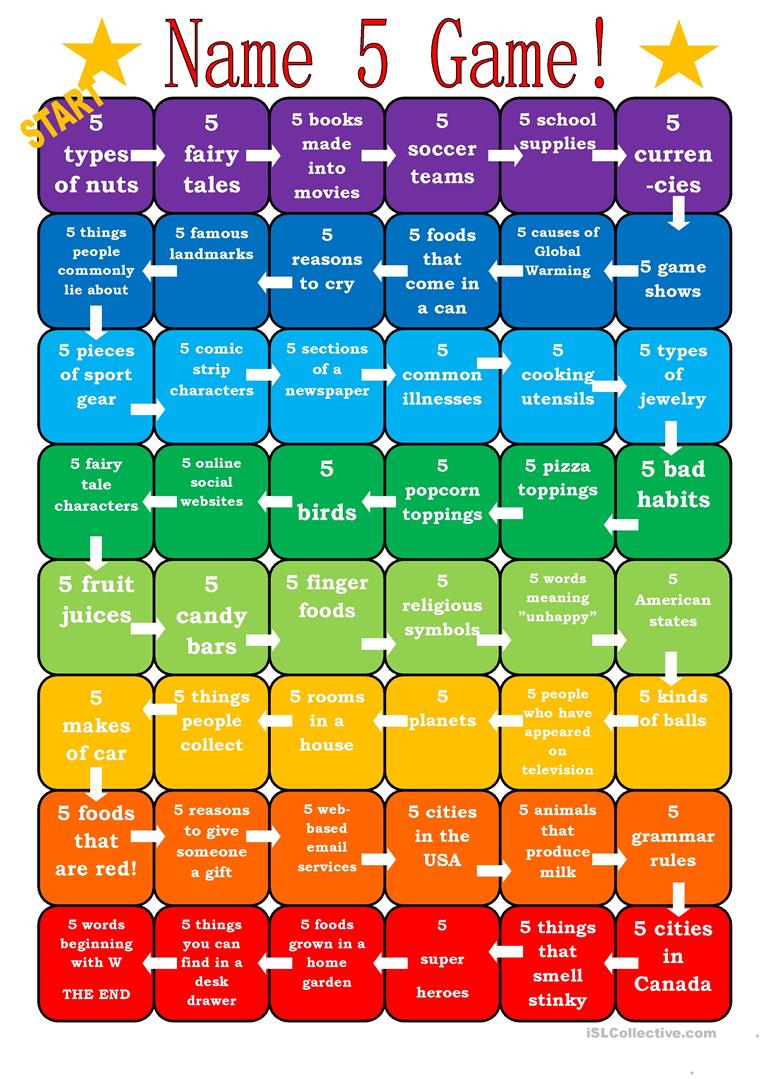 Name 5 Game!
START
5
types
of nuts
5
fairy
tales
5 books
made
into
movies
5
soccer
teams
5 school
supplies
5
curren
-cies
5 things
people
commonly
lie about
5 famous
landmarks
5
reasons
to cry
5 foods
that
come in
a can
5 causes of
Global
Warming
5 game
shows
5 pieces
of sport
gear
5 comic
strip
characters
5 sections
of a
newspaper
5
common
illnesses
5
cooking
utensils
5 types
of
jewelry
5 fairy
tale
characters
5 online
social
websites
5
birds
5
popcorn
toppings
5 pizza
toppings
5 bad
habits
5 fruit
juices
5
candy
bars
5 finger
foods
5
religious
symbols
5 words
meaning
”unhappy”
5
American
states
5
makes
of car
5 things
people
collect
5 rooms
in a
house
5
planets
5 people
who have
appeared
on
television
5 kinds
of balls
5 foods
that
are red!
5 reasons
to give
someone
a gift
5 web-
based
email
services
5 cities
in the
USA
5 animals
that
produce
milk
5
grammar
rules
5 words
beginning
with W
THE END
5 things
you can
find in a
desk
drawer
5 foods
grown in a
home
garden
5
super
heroes
5 things
that
smell
stinky
5 cities
in
Canada
iSLCollective.com